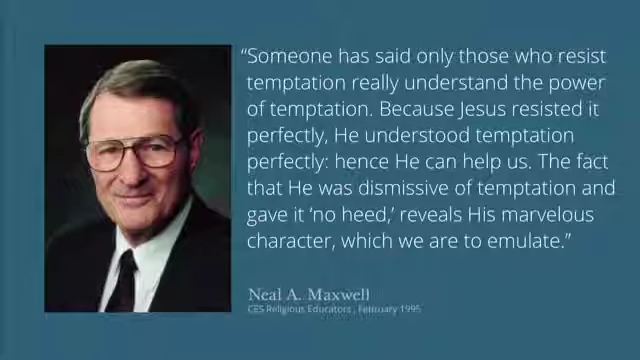 “Someone has said only those who resist
temptation really understand the power
of temptation. Because Jesus resisted it
perfectly, He understood temptation
perfectly: hence He can help us. The fact
that He was dismissive of temptation and
gave it ‘no heed,’ reveals His marvelous
character, which we are to emulate.”
Neal A. Maxwell
CES Religious Educators , February 1995